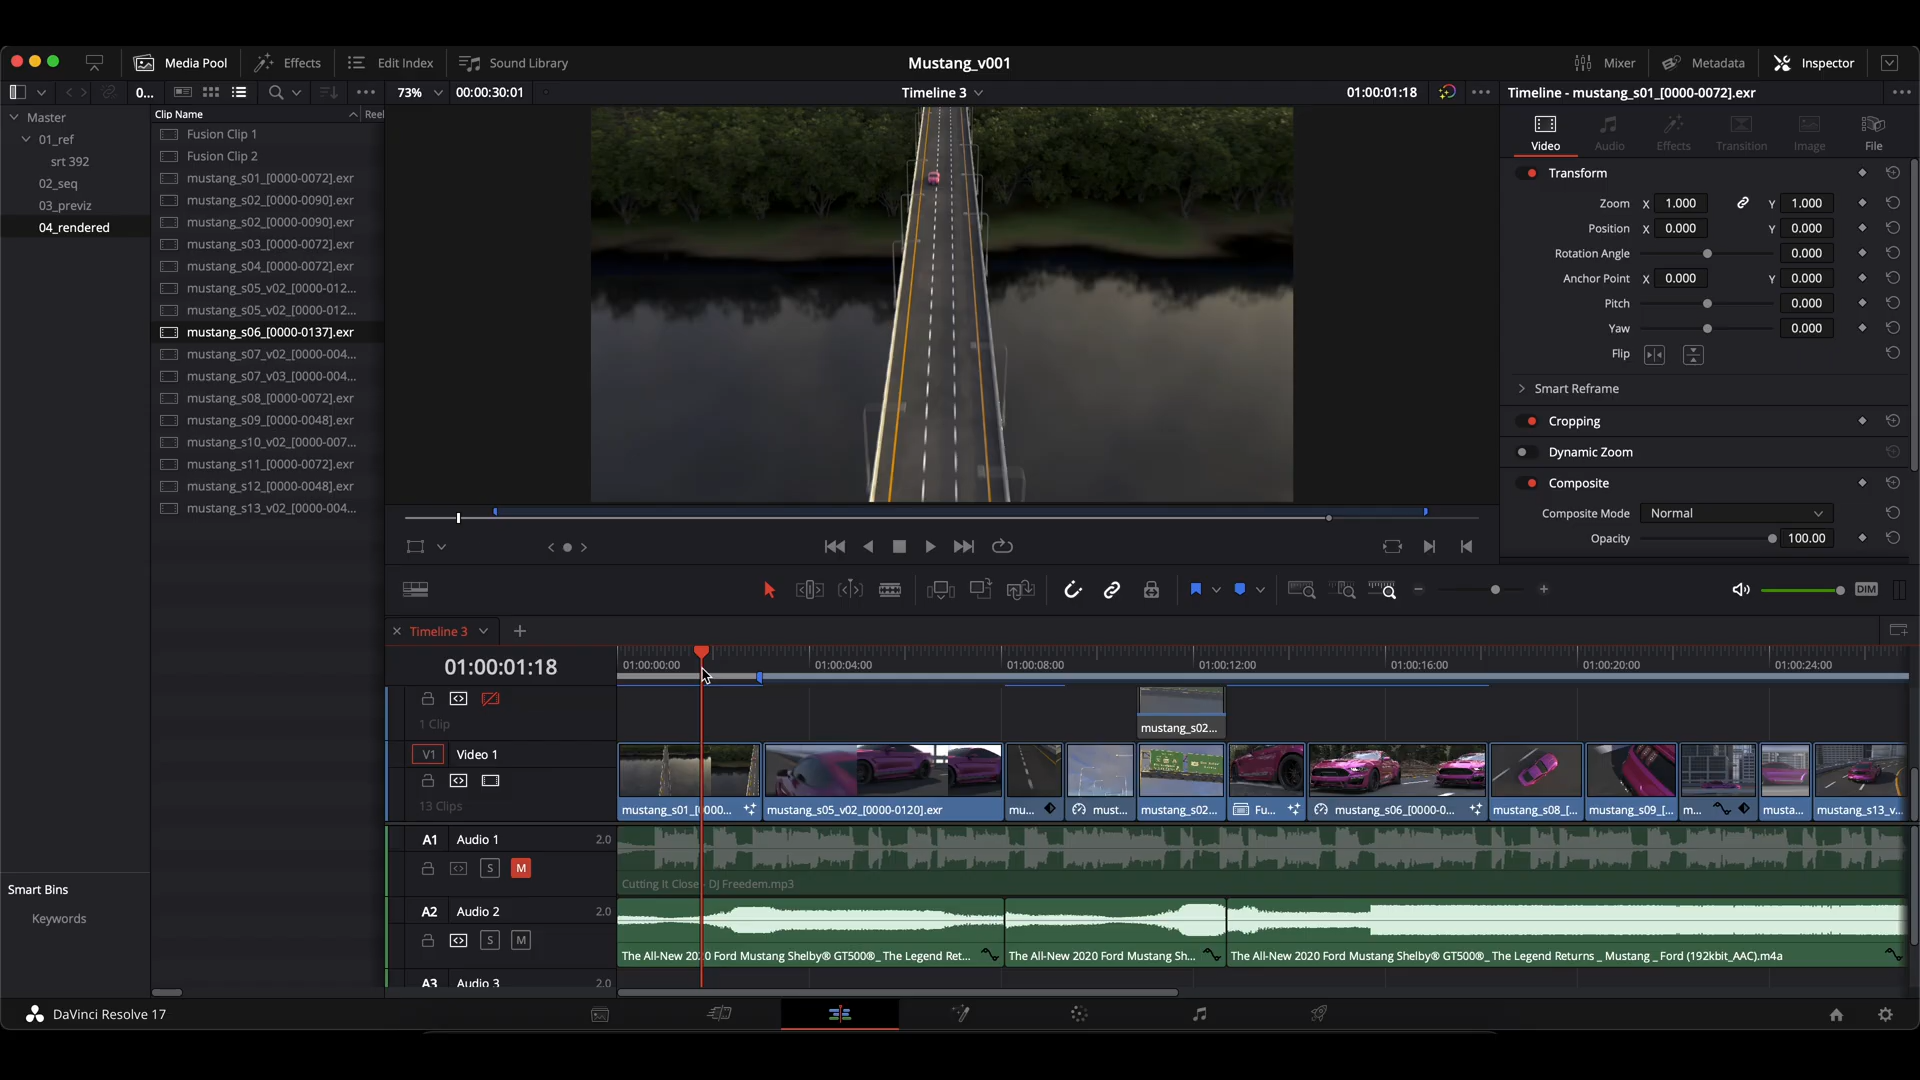 Media Pool
Effects
Edit Index
Sound Library
Mustang_v001
Mixer
Metadata
Inspector
0...
73%
00:00:30:01
Timeline 3
01:00:01:18
Timeline - mustang_s01_[0000-0072].exr
Master
01_ref
srt 392
02_seq
03_previz
04_rendered
Smart Bins
Keywords
Clip Name
Reel
Fusion Clip 1
Fusion Clip 2
mustang_s01_[0000-0072].exr
mustang_s02_[0000-0090].exr
mustang_s02_[0000-0090].exr
mustang_s03_[0000-0072].exr
mustang_s04_[0000-0072].exr
mustang_s05_v02_[0000-012...
mustang_s05_v02_[0000-012...
mustang_s06_[0000-0137].exr
mustang_s07_v02_[0000-004...
mustang_s07_v03_[0000-004...
mustang_s08_[0000-0072].exr
mustang_s09_[0000-0048].exr
mustang_s10_v02_[0000-007...
mustang_s11_[0000-0072].exr
mustang_s12_[0000-0048].exr
mustang_s13_v02_[0000-004...
Video
Audio
Effects
Transition
Image
File
Transform
Zoom X 1.000 Y 1.000
Position X 0.000 Y 0.000
Rotation Angle 0.000
Anchor Point X 0.000 Y 0.000
Pitch 0.000
Yaw 0.000
Flip
Smart Reframe
Cropping
Dynamic Zoom
Composite
Composite Mode Normal
Opacity 100.00
DIM
Timeline 3
01:00:01:18
01:00:00:00
01:00:04:00
01:00:08:00
01:00:12:00
01:00:16:00
01:00:20:00
01:00:24:00
1 Clip
mustang_s02...
V1 Video 1
13 Clips
mustang_s01_[0000...
mustang_s05_v02_[0000-0120].exr
mu...
must...
mustang_s02...
Fu...
mustang_s06_[0000-0...
mustang_s08_[...
mustang_s09_[...
m...
musta...
mustang_s13_v...
A1 Audio 1 2.0
S M
Cutting It Close - DJ Freedem.mp3
A2 Audio 2 2.0
S M
The All-New 2020 Ford Mustang Shelby® GT500®_ The Legend Ret...
The All-New 2020 Ford Mustang Sh...
The All-New 2020 Ford Mustang Shelby® GT500®_ The Legend Returns _ Mustang _ Ford (192kbit_AAC).m4a
A3 Audio 3 2.0
DaVinci Resolve 17